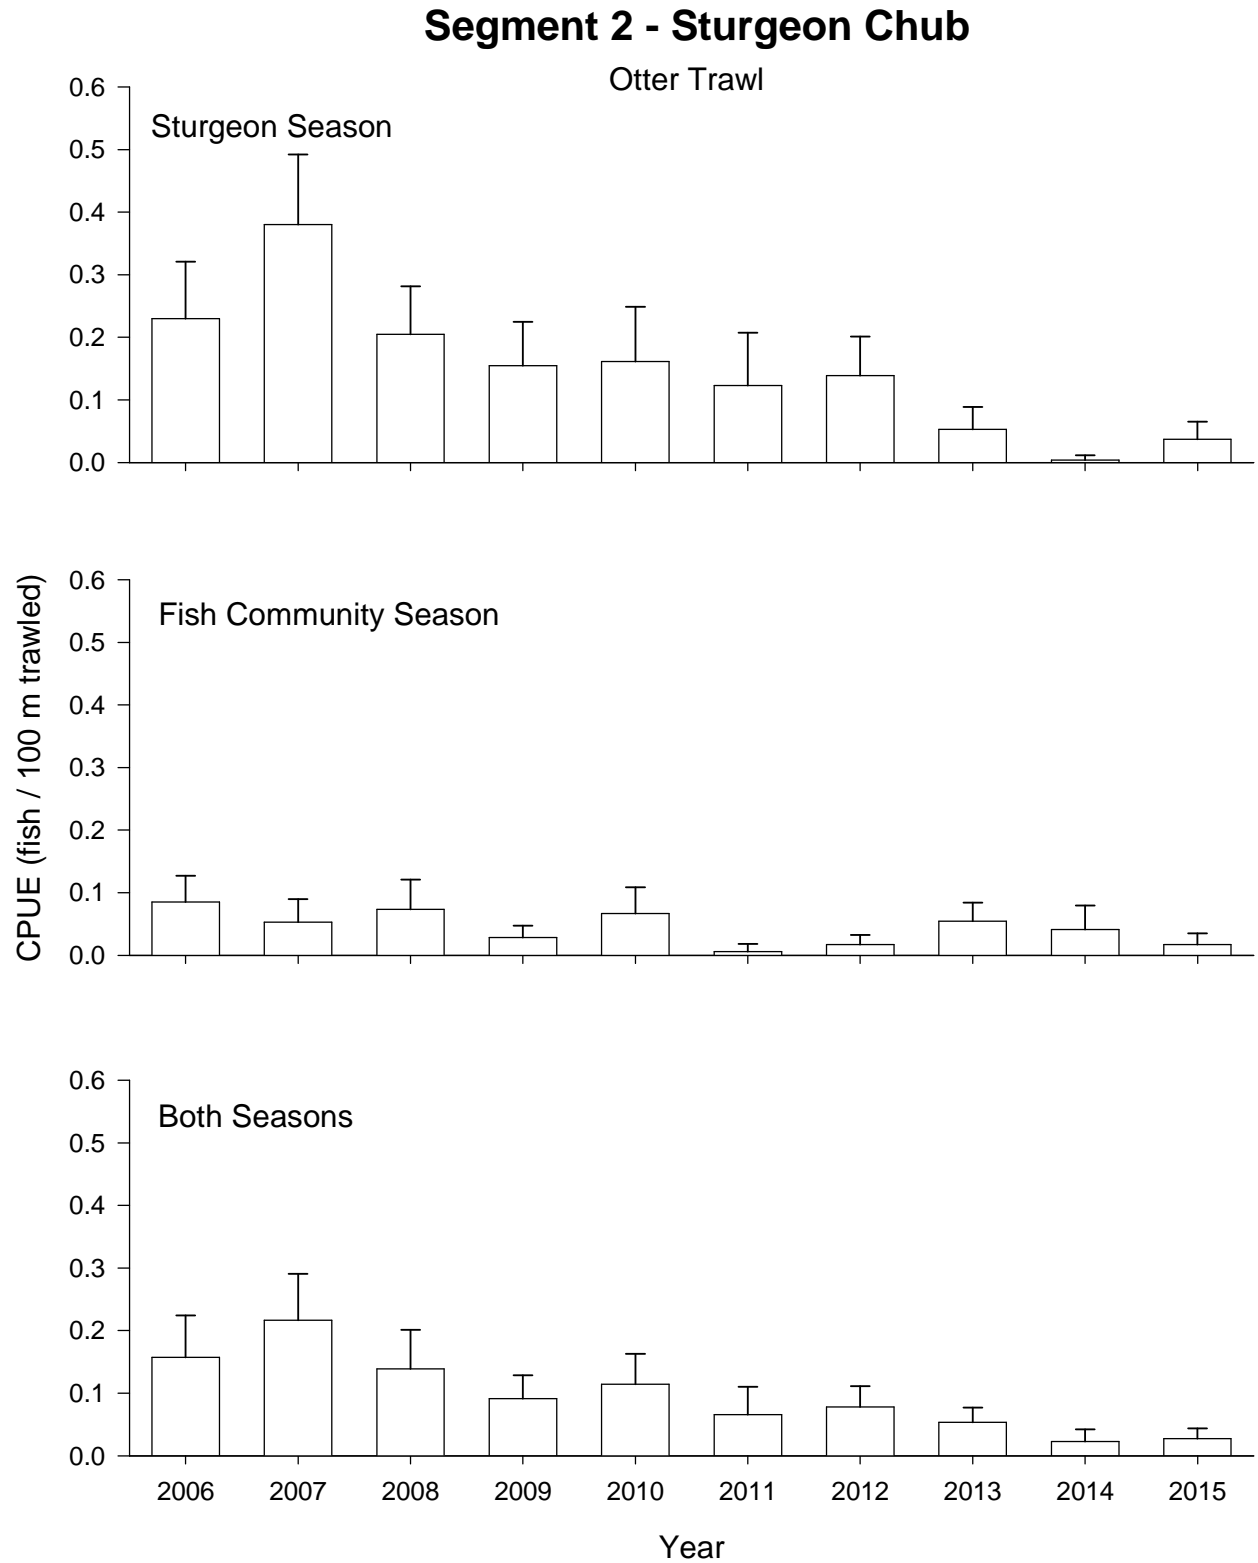 Segment 2 - Sturgeon Chub
Otter Trawl
Sturgeon Season
0.6
0.5
0.4
0.3
0.2
0.1
0.0
Fish Community Season
0.6
0.5
0.4
0.3
0.2
0.1
0.0
CPUE (fish / 100 m trawled)
Both Seasons
0.6
0.5
0.4
0.3
0.2
0.1
0.0
2006 2007 2008 2009 2010 2011 2012 2013 2014 2015
Year